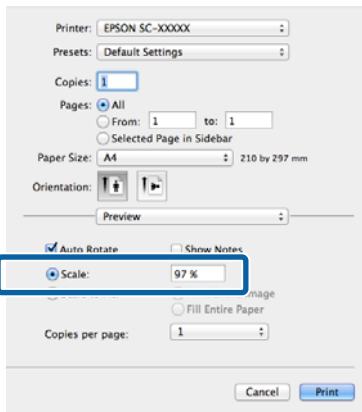 Printer: EPSON SC-XXXXX
Presets: Default Settings
Copies: 1
Pages: All
From: 1 to: 1
Selected Page in Sidebar
Paper Size: A4 210 by 297 mm
Orientation:
Preview
Auto Rotate Show Notes
Scale: 97 %
Fill Entire Paper
Copies per page: 1
Cancel Print